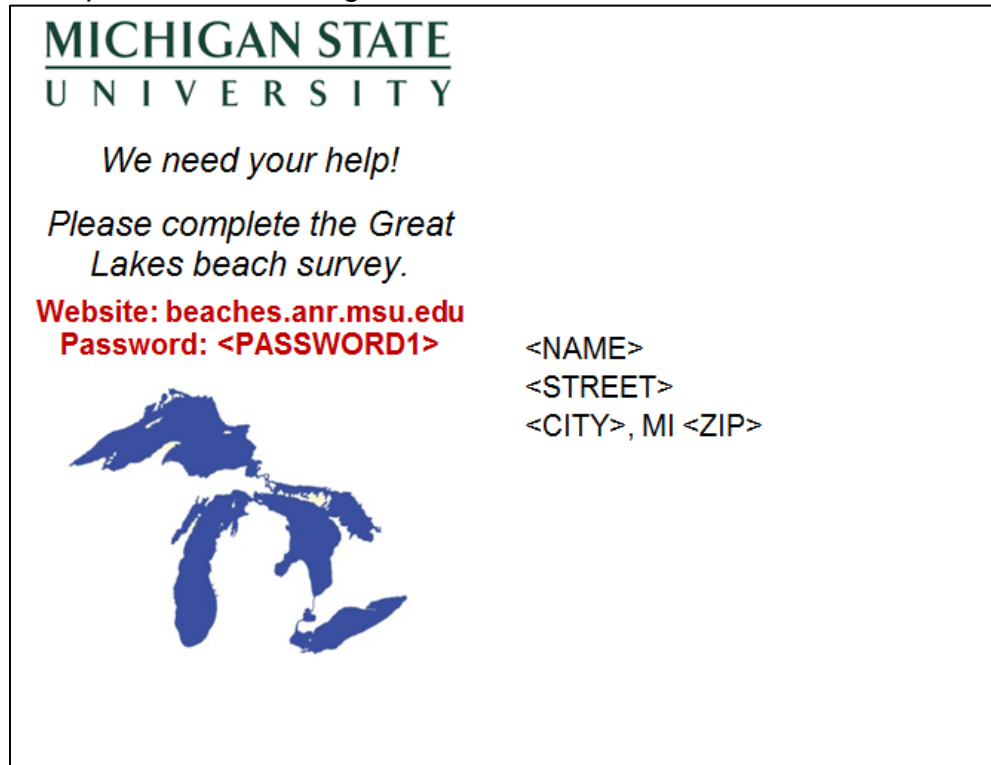 MICHIGAN STATE
UNIVERSITY
We need your help!
Please complete the Great
Lakes beach survey.
Website: beaches.anr.msu.edu
Password: <PASSWORD1>
<NAME>
<STREET>
<CITY>, MI <ZIP>